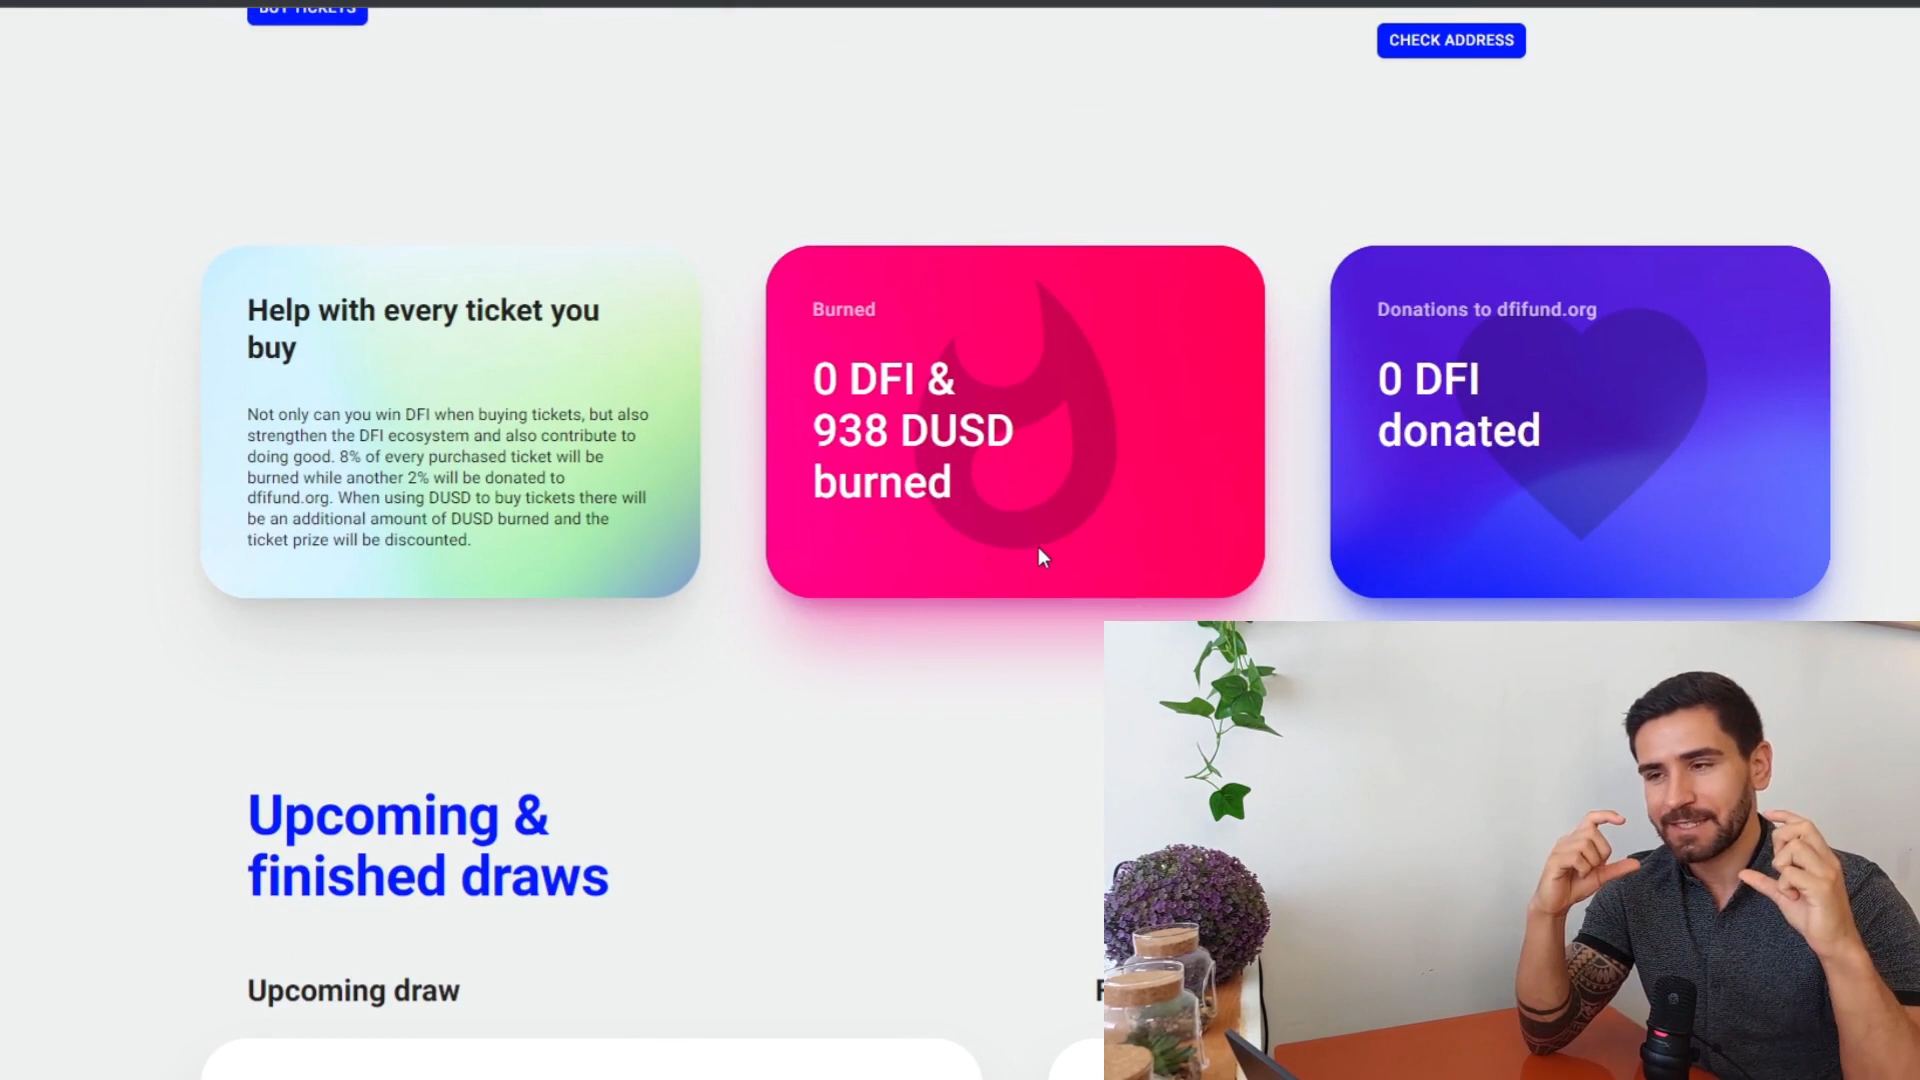 BUY TICKETS
CHECK ADDRESS
Help with every ticket you
buy
Not only can you win DFI when buying tickets, but also
strengthen the DFI ecosystem and also contribute to
doing good. 8% of every purchased ticket will be
burned while another 2% will be donated to
dfifund.org. When using DUSD to buy tickets there will
be an additional amount of DUSD burned and the
ticket prize will be discounted.
Burned
0 DFI &
938 DUSD
burned
Donations to dfifund.org
0 DFI
donated
Upcoming &
finished draws
Upcoming draw